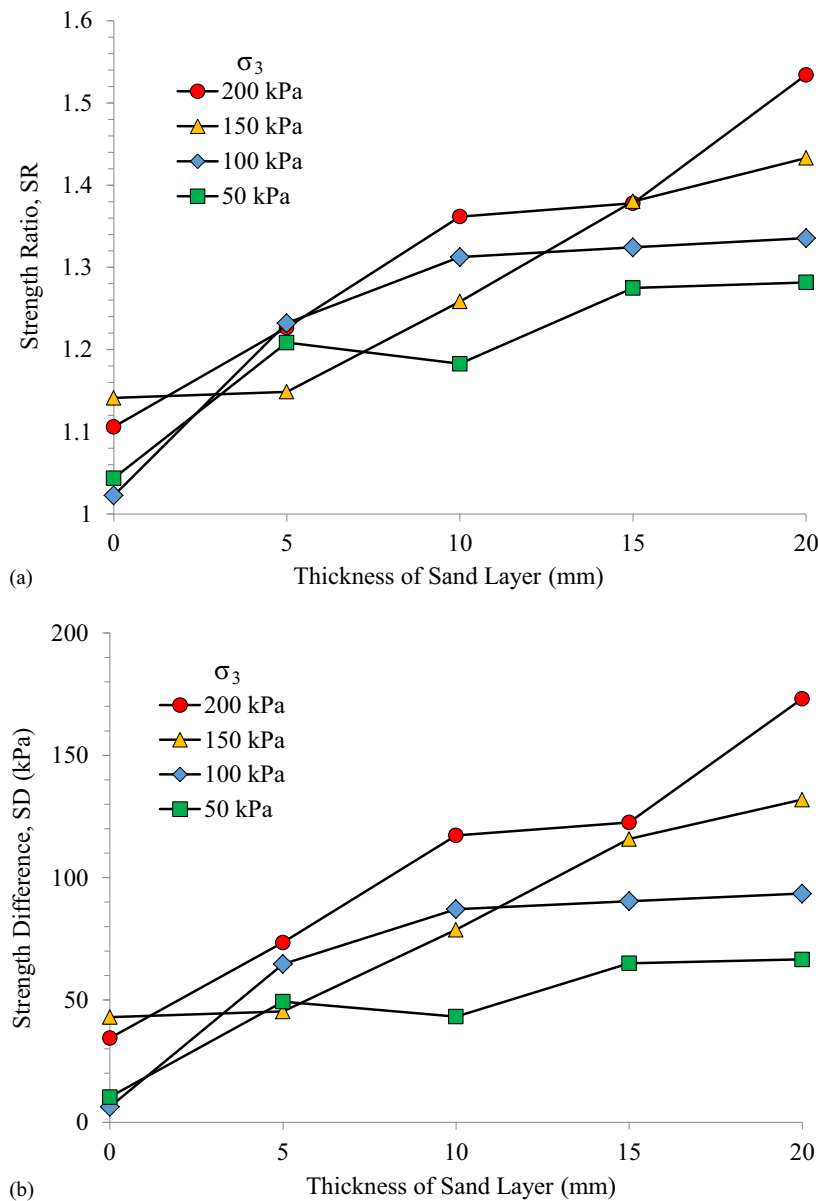 1.6
σ3
200 kPa
150 kPa
100 kPa
50 kPa
1.5
1.4
1.3
1.2
1.1
1
Strength Ratio, SR
0 5 10 15 20
(a) Thickness of Sand Layer (mm)
200
σ3
200 kPa
150 kPa
100 kPa
50 kPa
150
100
50
0
Strength Difference, SD (kPa)
0 5 10 15 20
(b) Thickness of Sand Layer (mm)